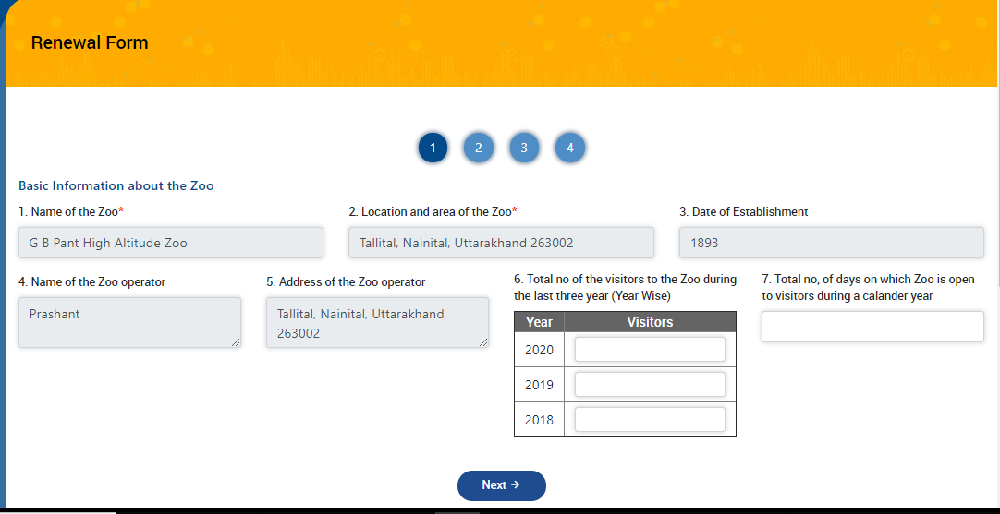 Renewal Form
1 2 3 4
Basic Information about the Zoo
1. Name of the Zoo*
G B Pant High Altitude Zoo
2. Location and area of the Zoo*
Tallital, Nainital, Uttarakhand 263002
3. Date of Establishment
1893
4. Name of the Zoo operator
Prashant
5. Address of the Zoo operator
Tallital, Nainital, Uttarakhand
263002
6. Total no of the visitors to the Zoo during
the last three year (Year Wise)
Year Visitors
2020
2019
2018
7. Total no, of days on which Zoo is open
to visitors during a calander year
Next →